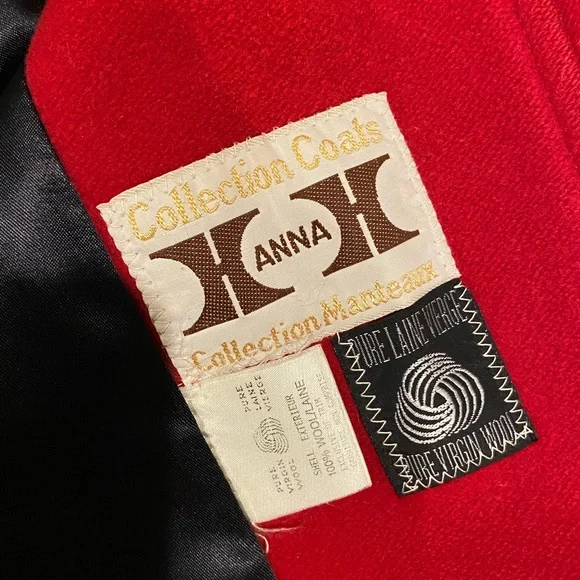 Collection Coats
HANNAH
Collection Manteaux
PURE LAINE VIERGE
PURE VIRGIN WOOL
PURE
LAINE
VIERGE
PURE
VIRGIN
WOOL
SHELL EXTERIEUR
100% WOOL/LAINE